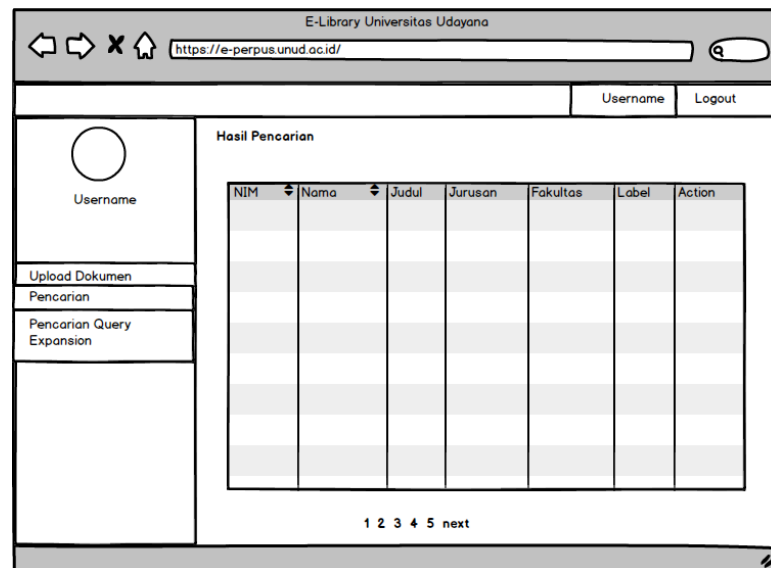 E-Library Universitas Udayana
https://e-perpus.unud.ac.id/
Username Logout
Username
Upload Dokumen
Pencarian
Pencarian Query
Expansion
Hasil Pencarian
NIM Nama Judul Jurusan Fakultas Label Action
1 2 3 4 5 next